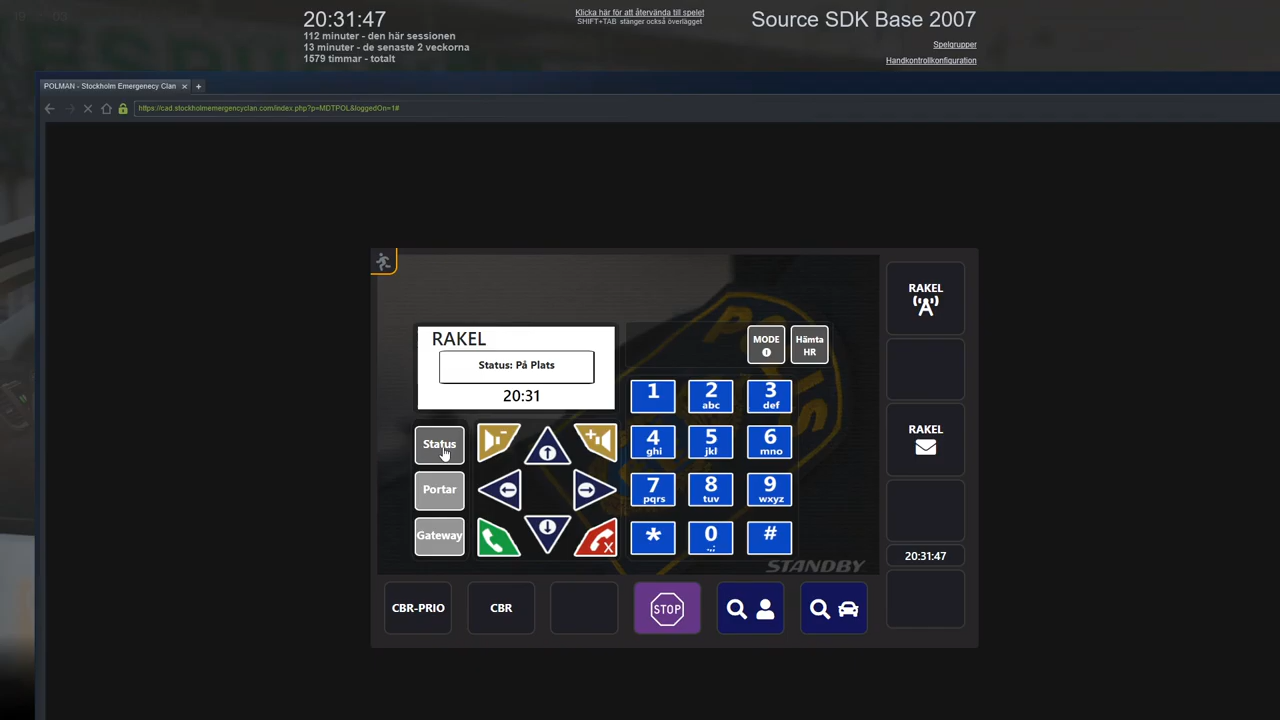 20:31:47
112 minuter - den här sessionen
13 minuter - de senaste 2 veckorna
1579 timmar - totalt
Klicka här för att återvända till spelet
SHIFT+TAB stänger också överlägget
Source SDK Base 2007
Spelgrupper
Handkontrollkonfiguration
POLMAN - Stockholm Emergenecy Clan × +
https://cad.stockholmemergencyclan.com/index.php?p=MDTPOL&loggedOn=1#
RAKEL
Status: På Plats
20:31
MODE
Hämta
HR
Status
Portar
Gateway
- +
1
2
abc
3
def
4
ghi
5
jkl
6
mno
7
pqrs
8
tuv
9
wxyz
*
0
.,;
#
POLIS
STANDBY
CBR-PRIO
CBR
STOP
RAKEL
RAKEL
20:31:47